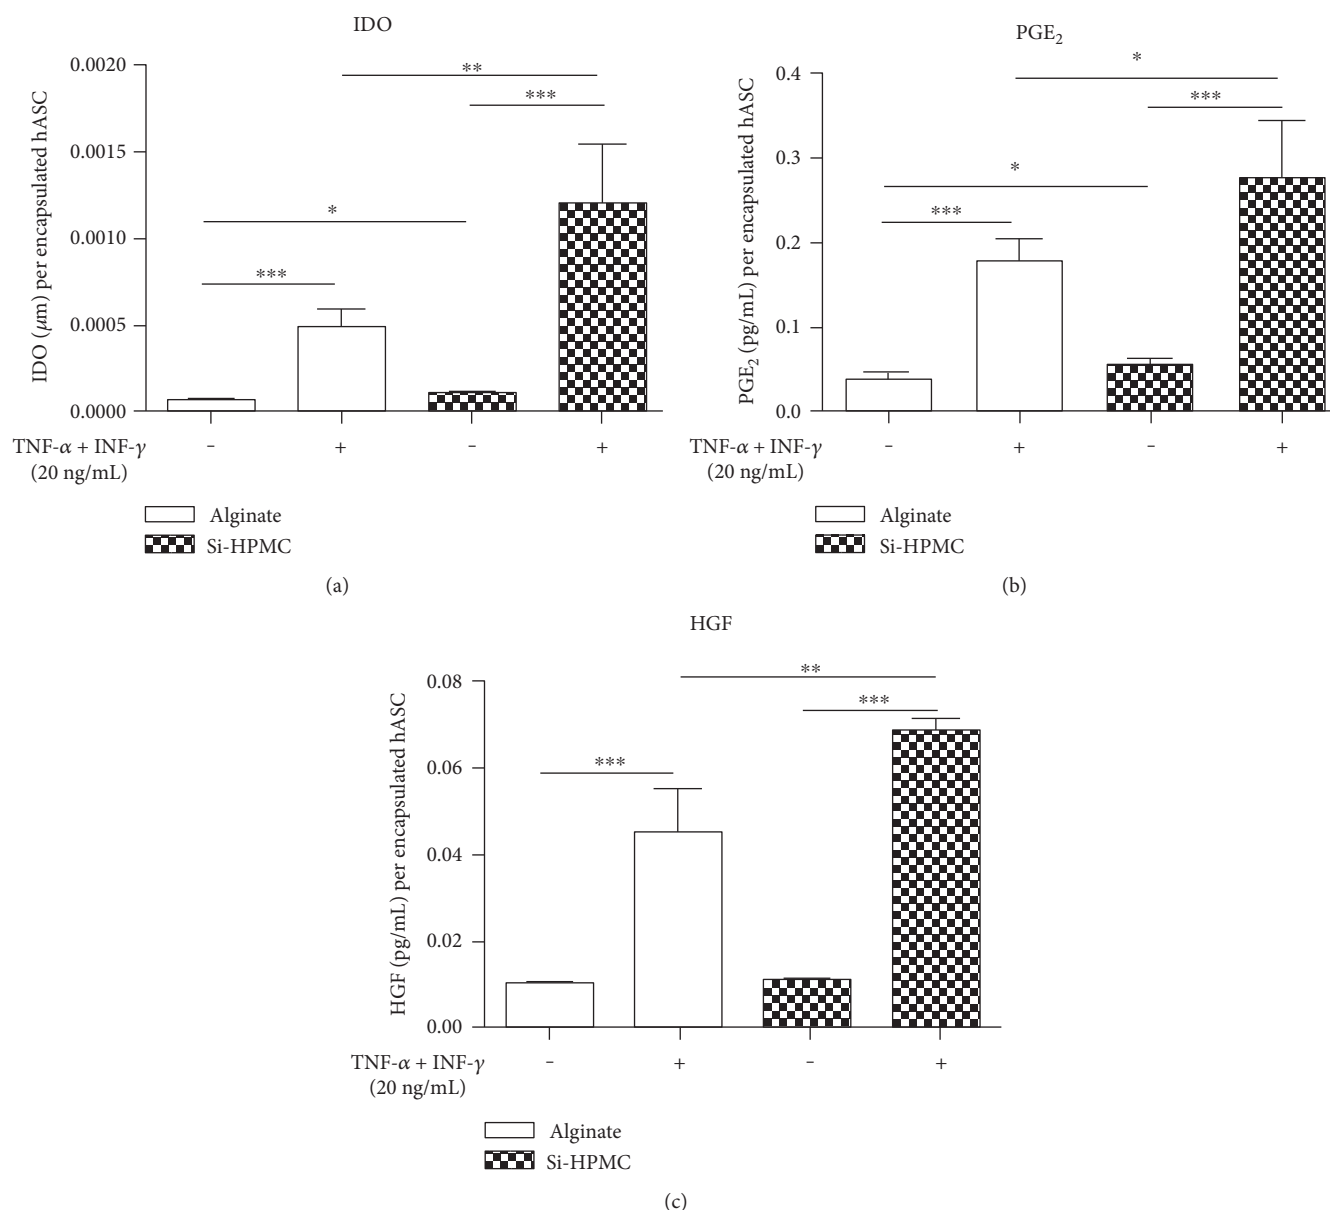 IDO
IDO (μm) per encapsulated hASC
0.0020
0.0015
0.0010
0.0005
0.0000
**
***
*
***
TNF-α + INF-γ
(20 ng/mL)
- + - +
Alginate
Si-HPMC
(a)
PGE₂
PGE₂ (pg/mL) per encapsulated hASC
0.4
0.3
0.2
0.1
0.0
*
***
*
***
TNF-α + INF-γ
(20 ng/mL)
- + - +
Alginate
Si-HPMC
(b)
HGF
HGF (pg/mL) per encapsulated hASC
0.08
0.06
0.04
0.02
0.00
**
***
***
TNF-α + INF-γ
(20 ng/mL)
- + - +
Alginate
Si-HPMC
(c)